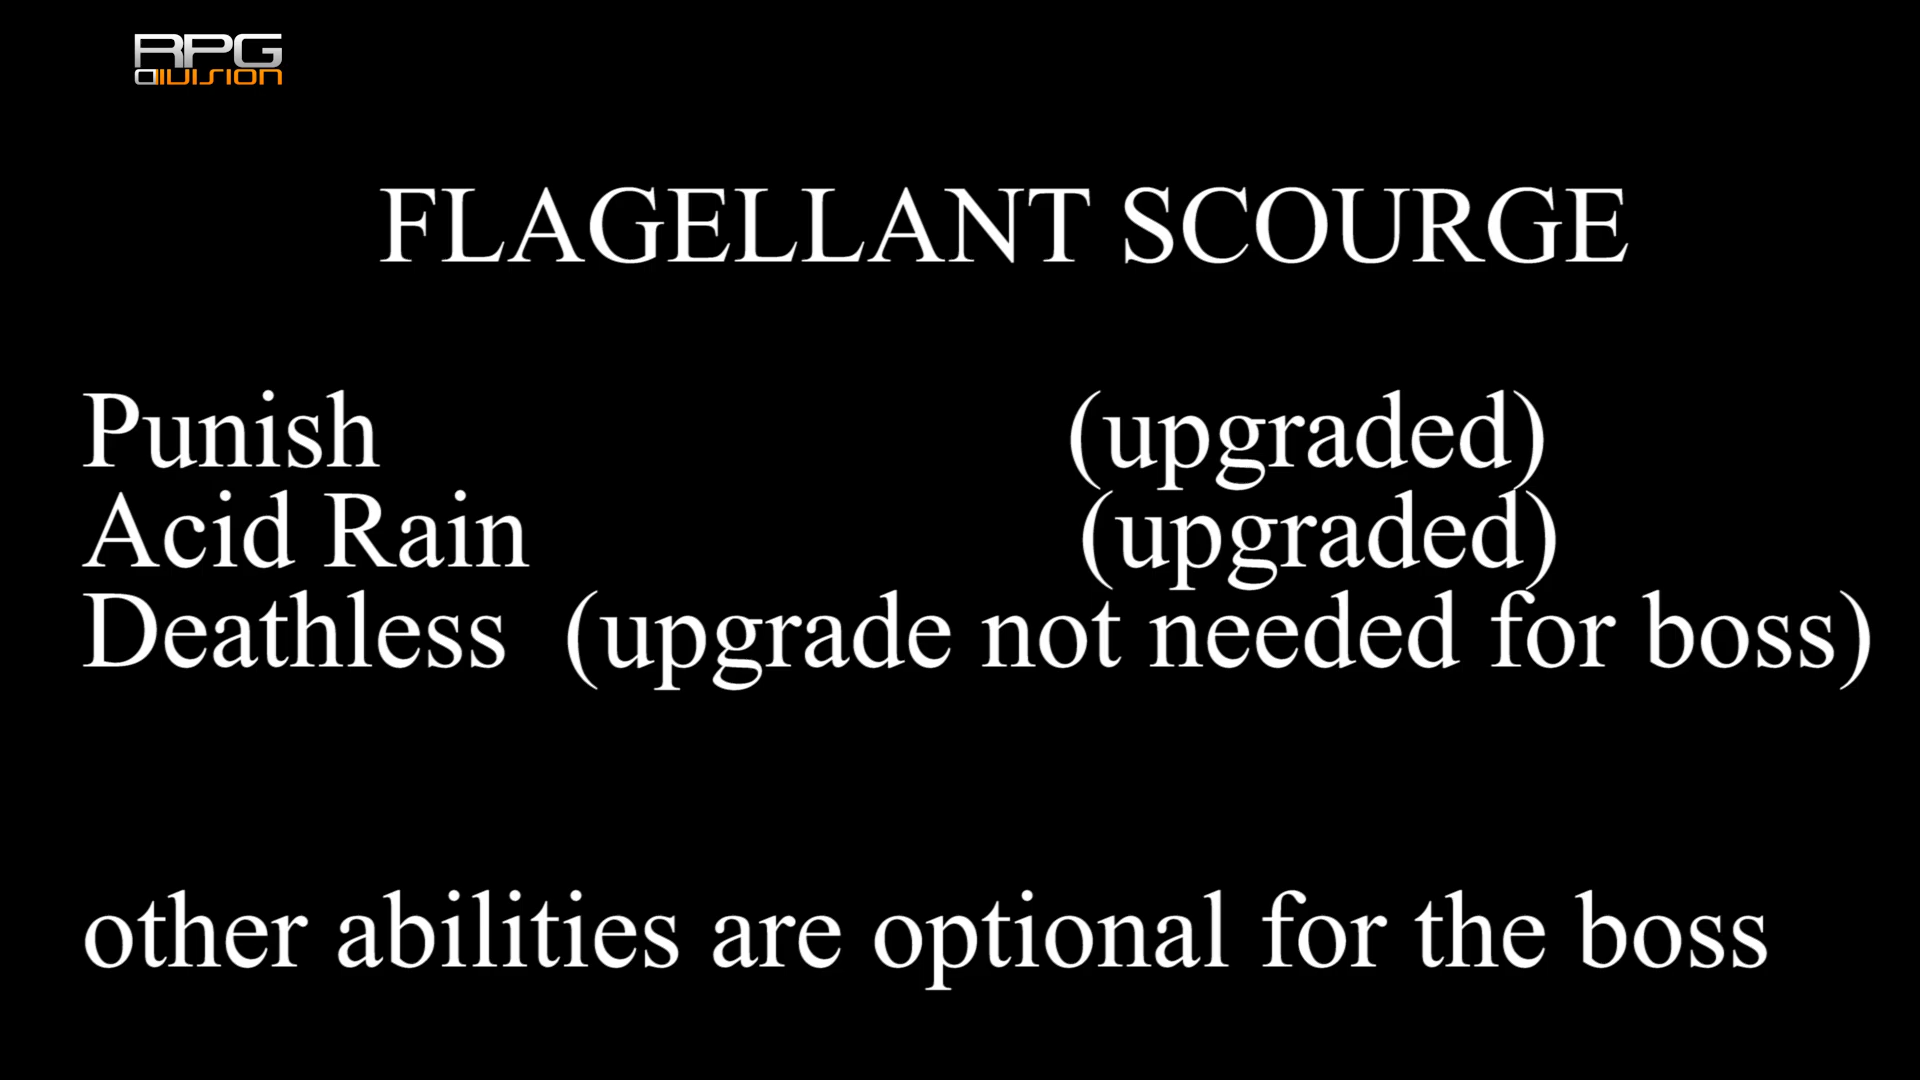 RPG
DIVISION
FLAGELLANT SCOURGE
Punish (upgraded)
Acid Rain (upgraded)
Deathless (upgrade not needed for boss)
other abilities are optional for the boss